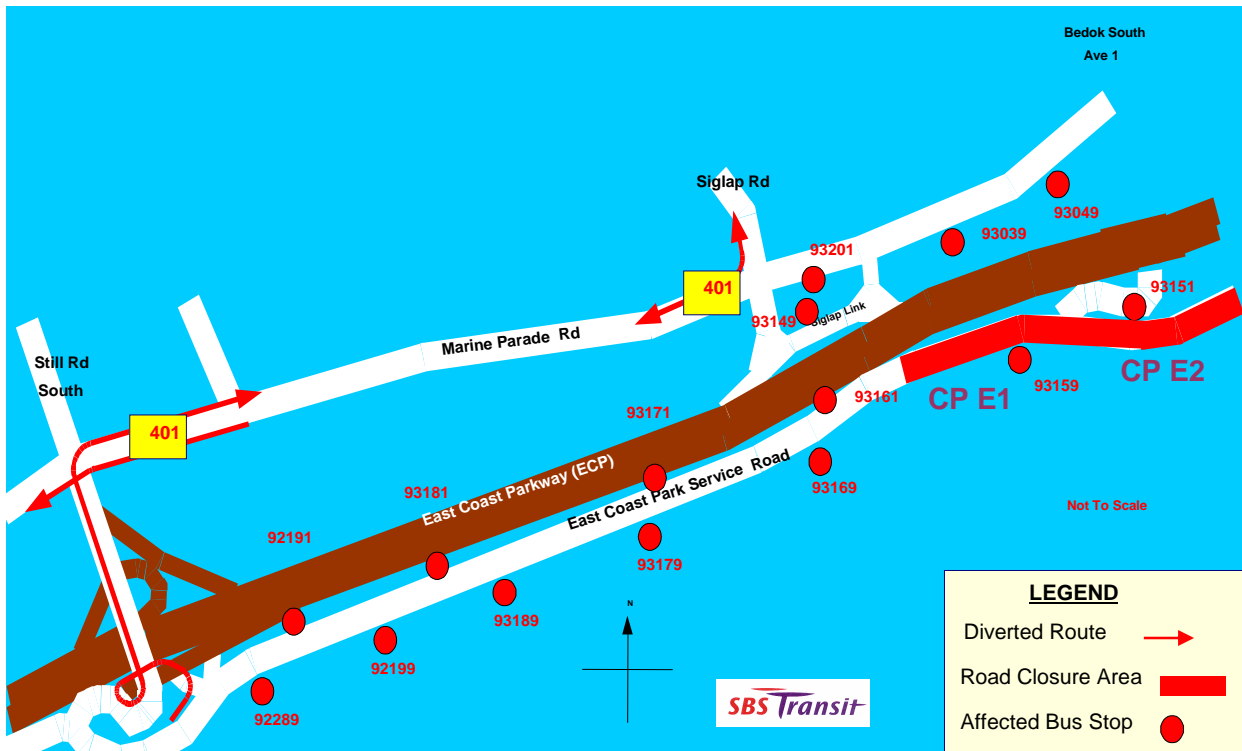 Bedok South
Ave 1
Siglap Rd
93049
93039
93201
401
93151
93149
Siglap Link
Marine Parade Rd
Still Rd
South
CP E2
93159
CP E1
93161
93171
401
East Coast Parkway (ECP)
East Coast Park Service Road
93181
93169
Not To Scale
92191
93179
93189
92199
92289
N
SBS Transit
LEGEND
Diverted Route
Road Closure Area
Affected Bus Stop